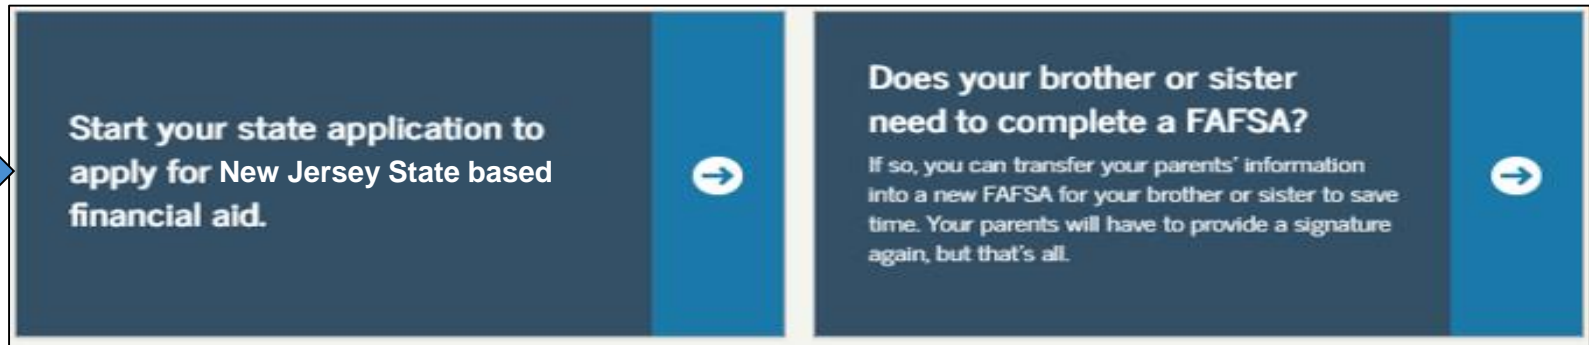 Start your state application to
apply for New Jersey State based
financial aid.
Does your brother or sister
need to complete a FAFSA?
If so, you can transfer your parents' information
into a new FAFSA for your brother or sister to save
time. Your parents will have to provide a signature
again, but that's all.